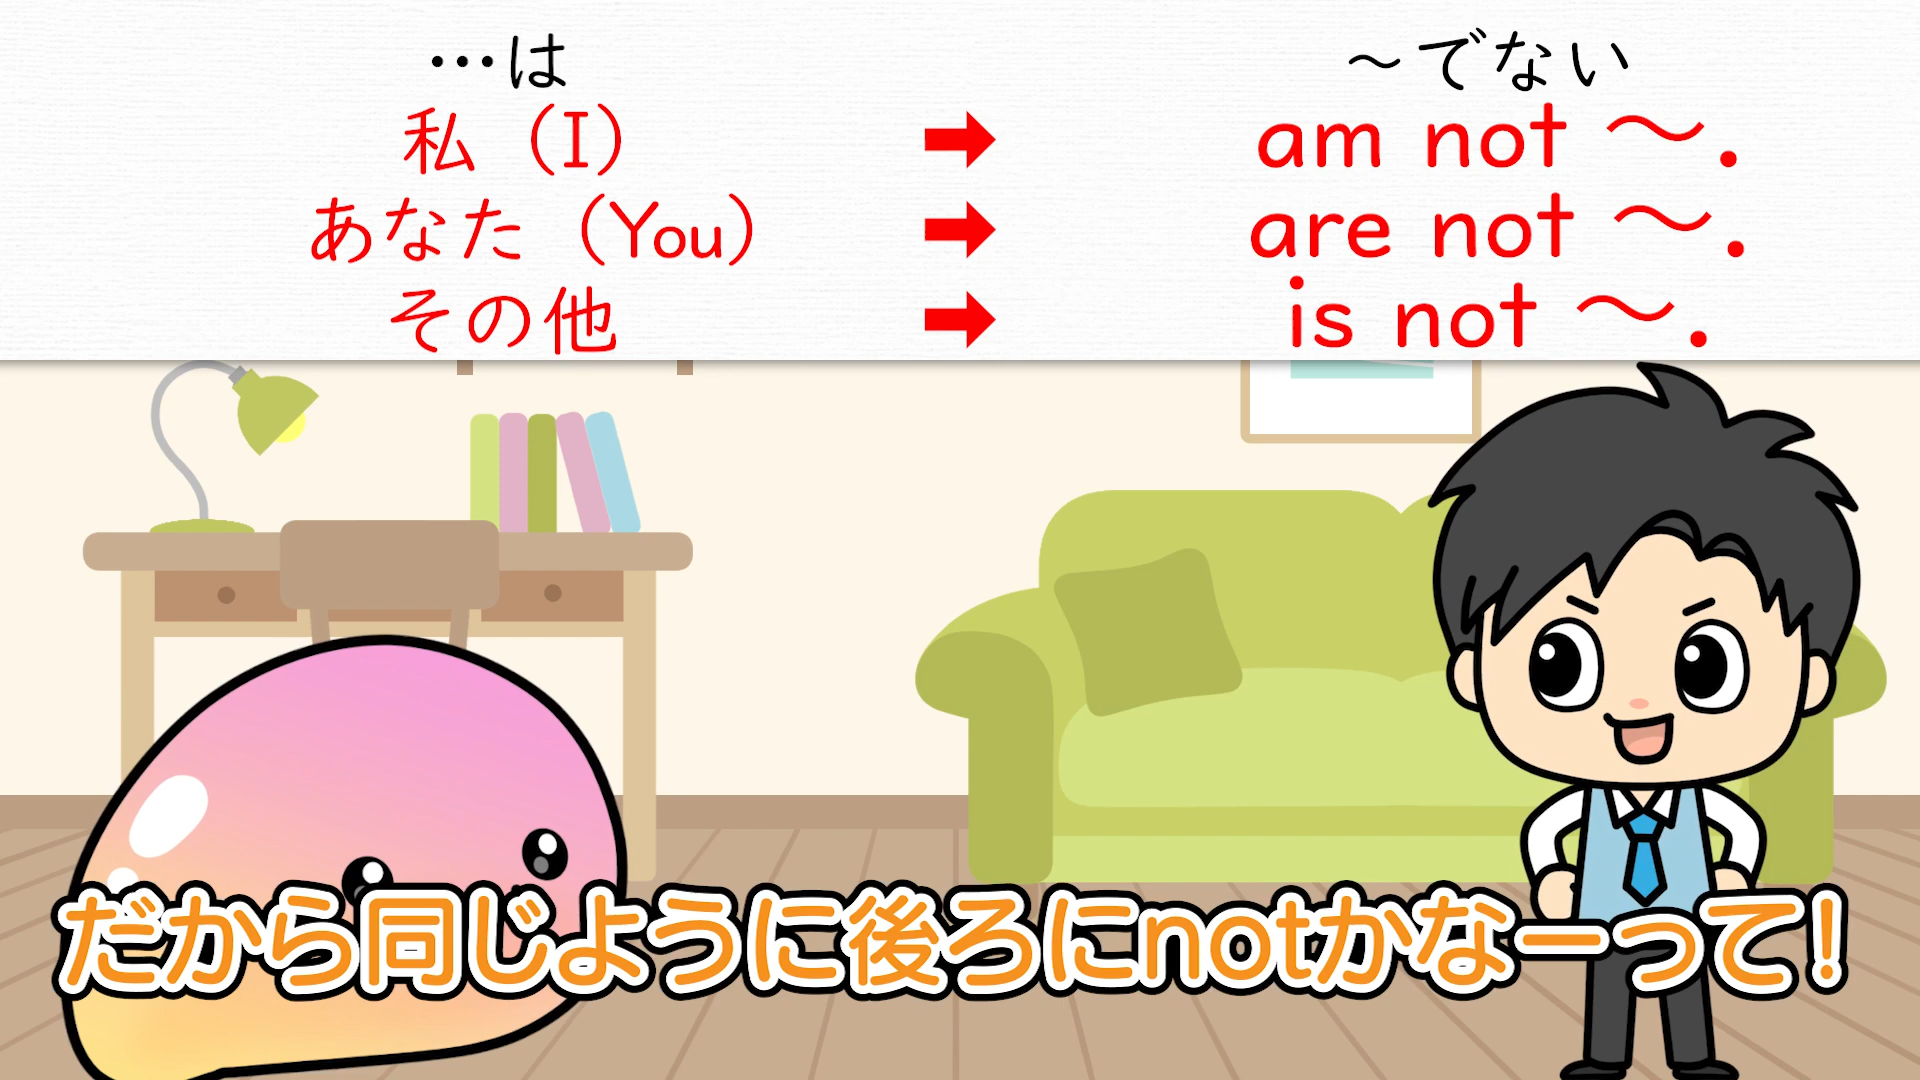 …は ～でない
私（I） ➡ am not ～.
あなた（You） ➡ are not ～.
その他 ➡ is not ～.
だから同じように後ろにnotかなーって！